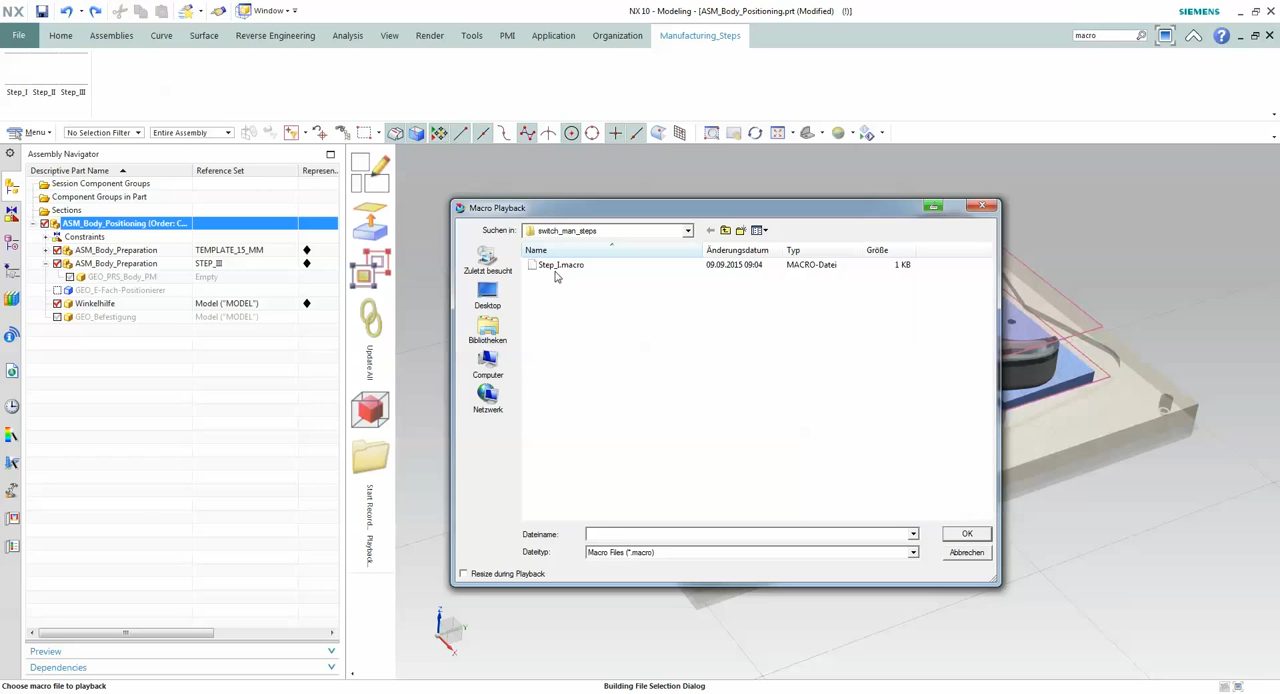 NX Window NX 10 - Modeling - [ASM_Body_Positioning.prt (Modified) (!)] SIEMENS
File Home Assemblies Curve Surface Reverse Engineering Analysis View Render Tools PMI Application Organization Manufacturing_Steps macro
Step_I Step_II Step_III
Menu No Selection Filter Entire Assembly
Assembly Navigator
Descriptive Part Name Reference Set Represen..
Session Component Groups
Component Groups in Part
Sections
ASM_Body_Positioning (Order: C...
Constraints
ASM_Body_Preparation TEMPLATE_15_MM
ASM_Body_Preparation STEP_III
GEO_PRS_Body_PM Empty
GEO_E-Fach-Positionierer
Winkelhilfe Model ("MODEL")
GEO_Befestigung Model ("MODEL")
Preview
Dependencies
Update All
Start Record... Playback...
Macro Playback
Suchen in: switch_man_steps
Name Änderungsdatum Typ Größe
Step_I.macro 09.09.2015 09:04 MACRO-Datei 1 KB
Zuletzt besucht
Desktop
Bibliotheken
Computer
Netzwerk
Dateiname: OK
Dateityp: Macro Files (*.macro) Abbrechen
Resize during Playback
Z
Y
X
Choose macro file to playback Building File Selection Dialog